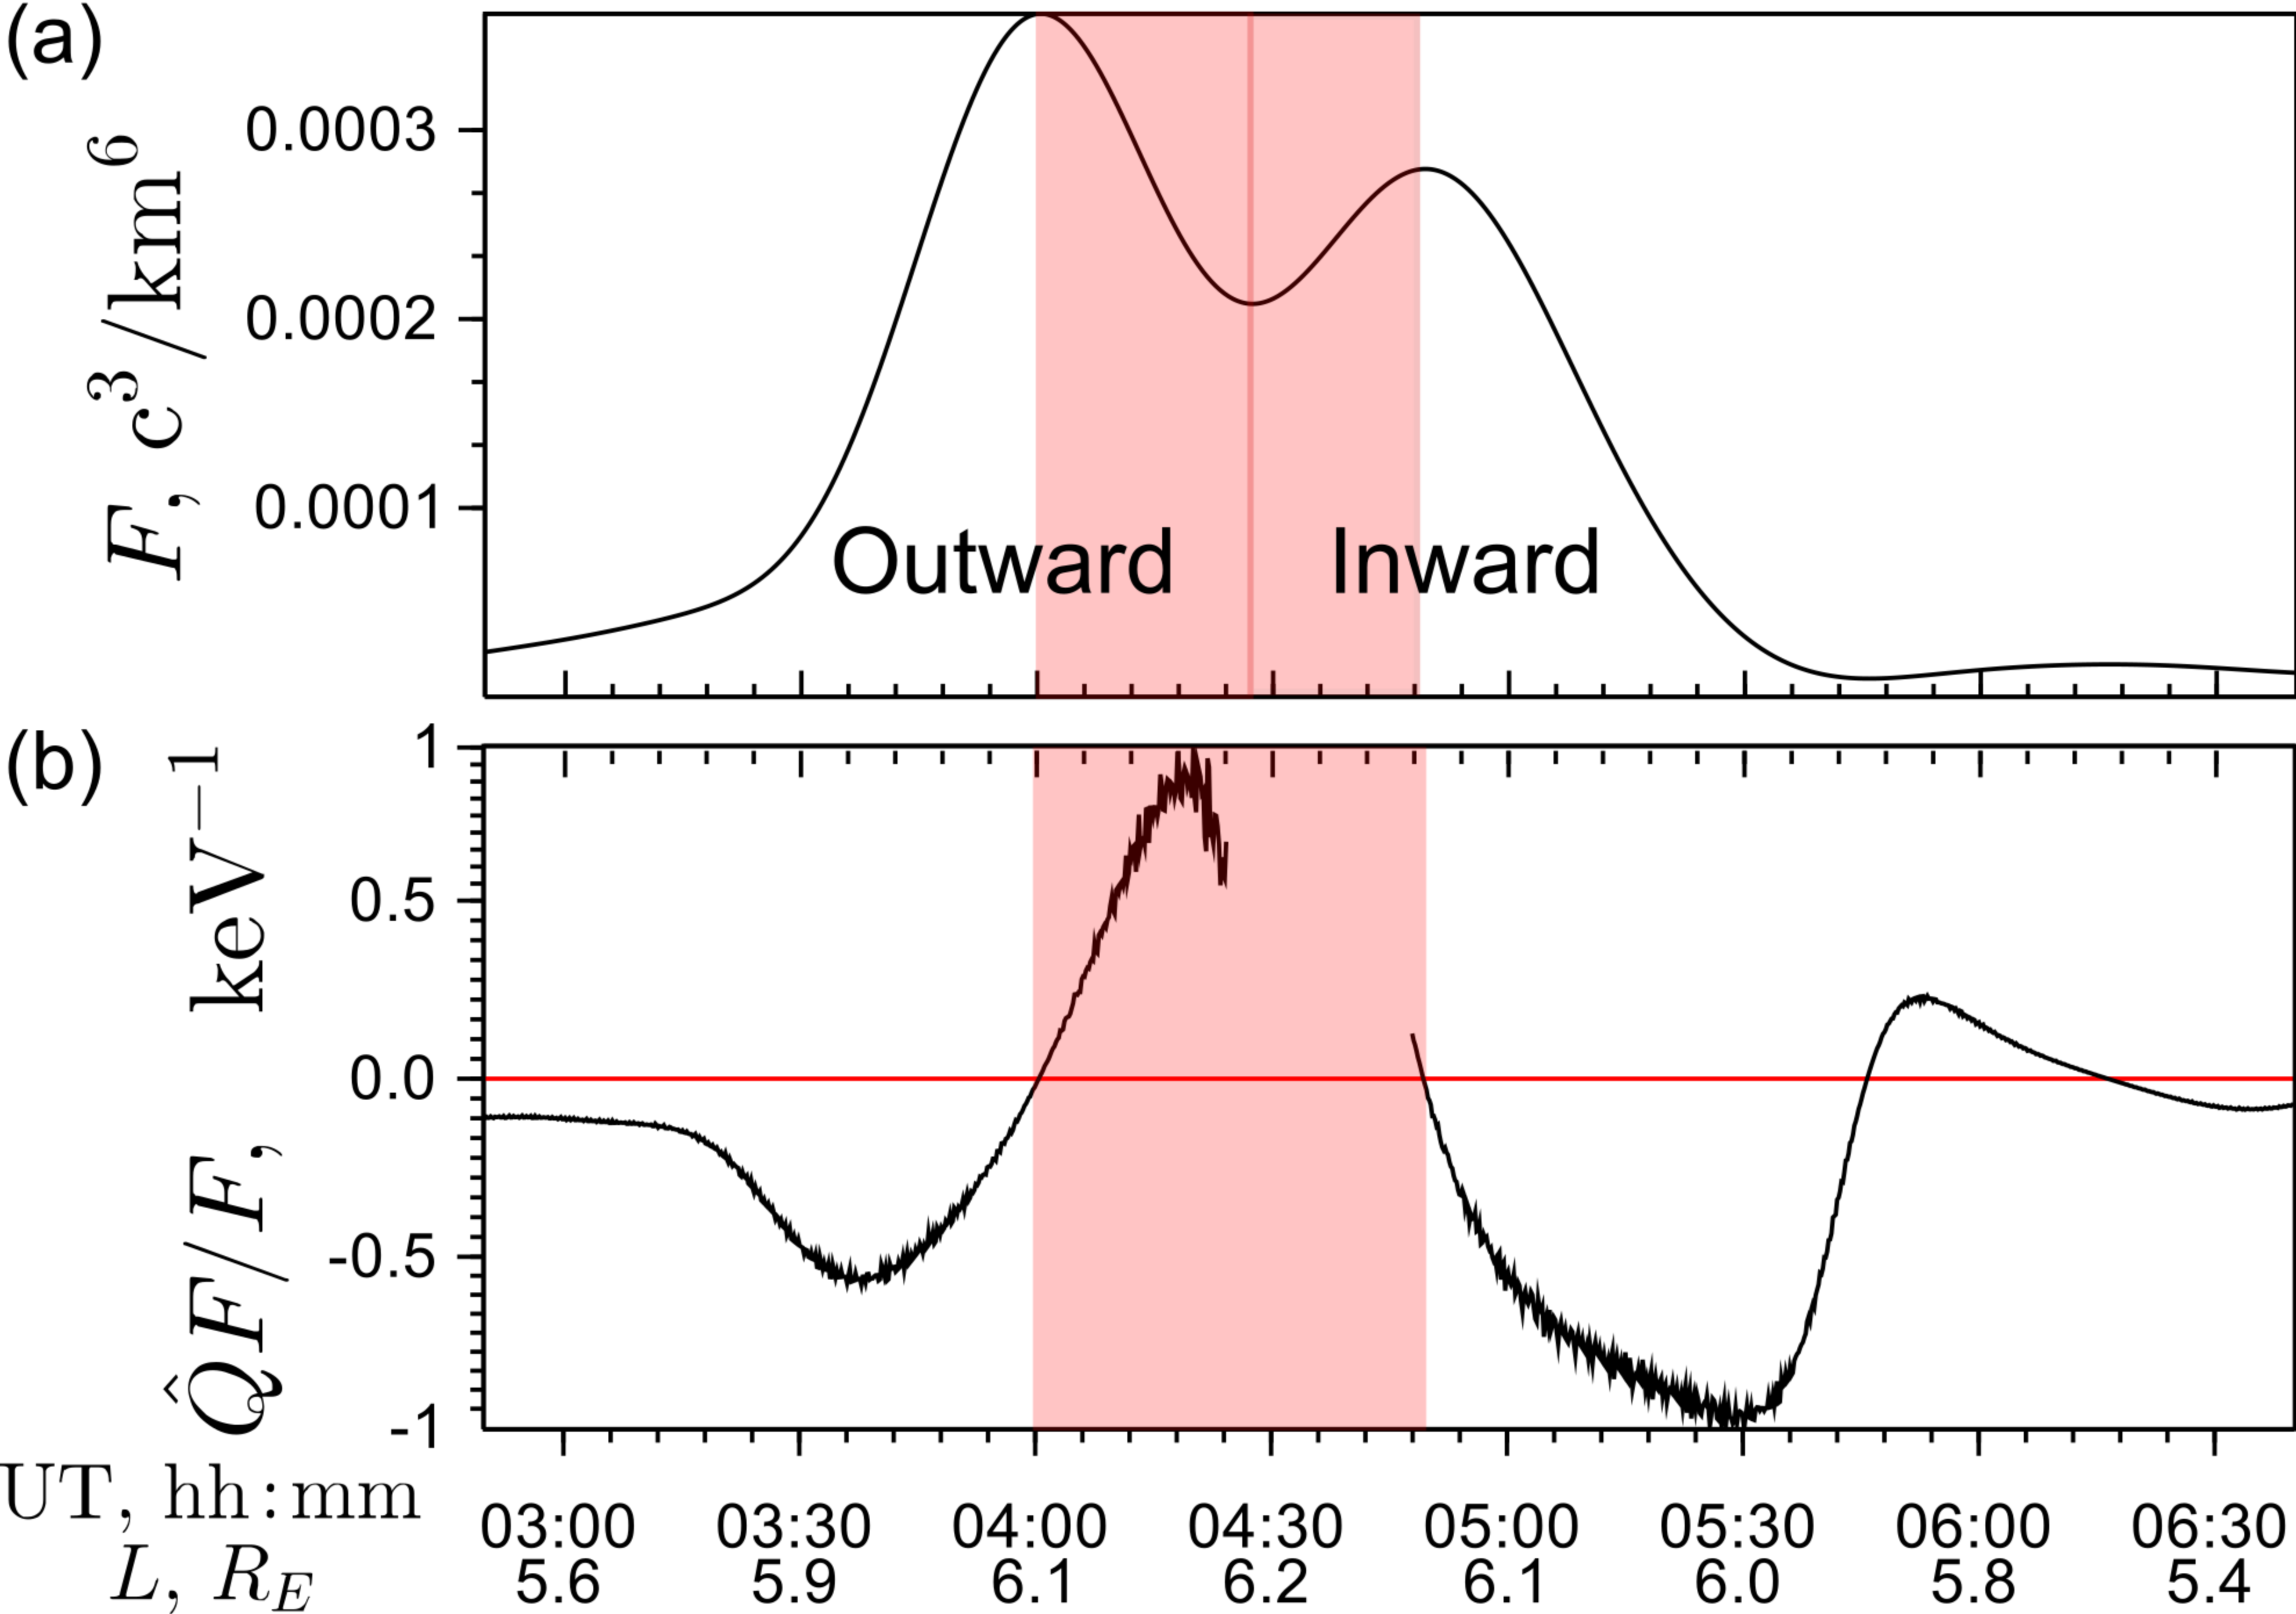 (a)
F, c³/km⁶
0.0003
0.0002
0.0001
Outward
Inward
(b)
Q̂F/F, keV⁻¹
1
0.5
0.0
-0.5
-1
UT, hh:mm
03:00 03:30 04:00 04:30 05:00 05:30 06:00 06:30
L, R_E
5.6 5.9 6.1 6.2 6.1 6.0 5.8 5.4